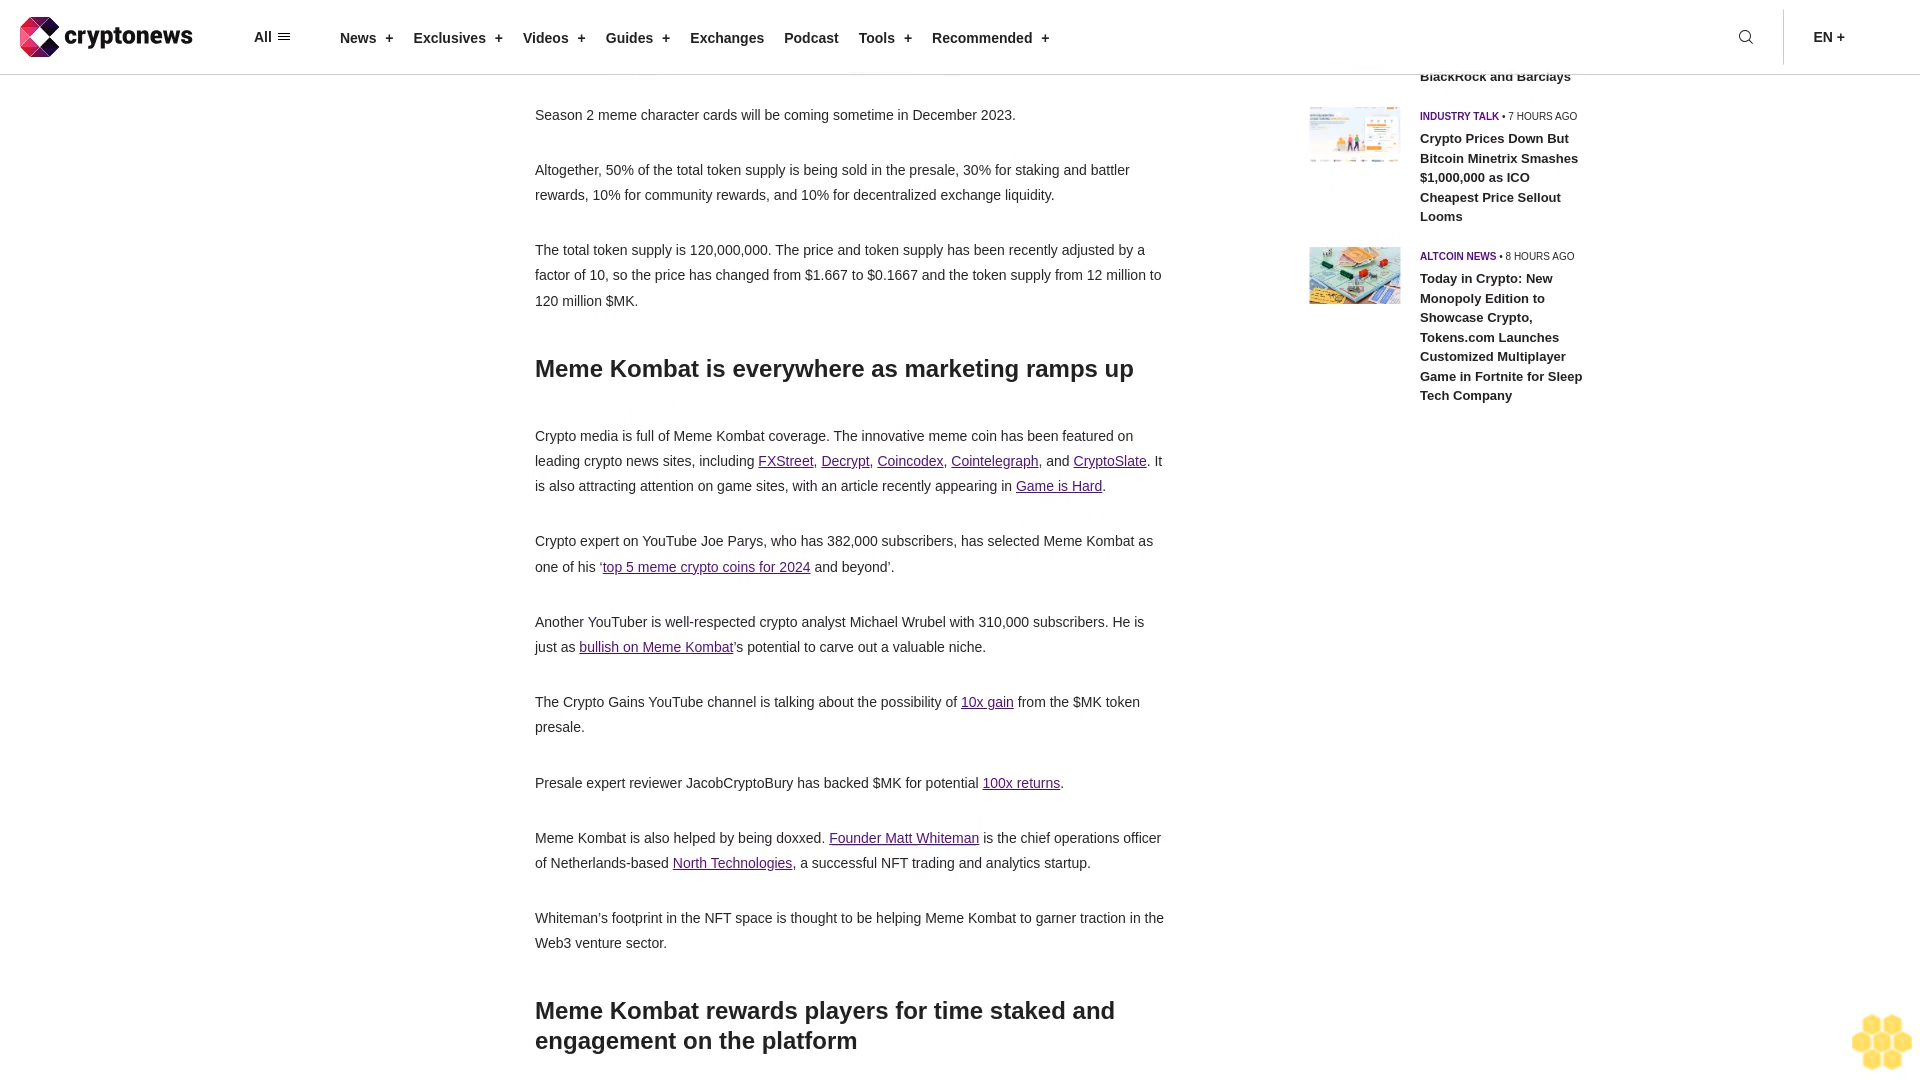 cryptonews
All
News +
Exclusives +
Videos +
Guides +
Exchanges
Podcast
Tools +
Recommended +
EN +
Season 2 meme character cards will be coming sometime in December 2023.
Altogether, 50% of the total token supply is being sold in the presale, 30% for staking and battler
rewards, 10% for community rewards, and 10% for decentralized exchange liquidity.
The total token supply is 120,000,000. The price and token supply has been recently adjusted by a
factor of 10, so the price has changed from $1.667 to $0.1667 and the token supply from 12 million to
120 million $MK.
Meme Kombat is everywhere as marketing ramps up
Crypto media is full of Meme Kombat coverage. The innovative meme coin has been featured on
leading crypto news sites, including FXStreet, Decrypt, Coincodex, Cointelegraph, and CryptoSlate. It
is also attracting attention on game sites, with an article recently appearing in Game is Hard.
Crypto expert on YouTube Joe Parys, who has 382,000 subscribers, has selected Meme Kombat as
one of his ‘top 5 meme crypto coins for 2024 and beyond’.
Another YouTuber is well-respected crypto analyst Michael Wrubel with 310,000 subscribers. He is
just as bullish on Meme Kombat’s potential to carve out a valuable niche.
The Crypto Gains YouTube channel is talking about the possibility of 10x gain from the $MK token
presale.
Presale expert reviewer JacobCryptoBury has backed $MK for potential 100x returns.
Meme Kombat is also helped by being doxxed. Founder Matt Whiteman is the chief operations officer
of Netherlands-based North Technologies, a successful NFT trading and analytics startup.
Whiteman’s footprint in the NFT space is thought to be helping Meme Kombat to garner traction in the
Web3 venture sector.
Meme Kombat rewards players for time staked and
engagement on the platform
BlackRock and Barclays
INDUSTRY TALK • 7 HOURS AGO
Crypto Prices Down But
Bitcoin Minetrix Smashes
$1,000,000 as ICO
Cheapest Price Sellout
Looms
ALTCOIN NEWS • 8 HOURS AGO
Today in Crypto: New
Monopoly Edition to
Showcase Crypto,
Tokens.com Launches
Customized Multiplayer
Game in Fortnite for Sleep
Tech Company